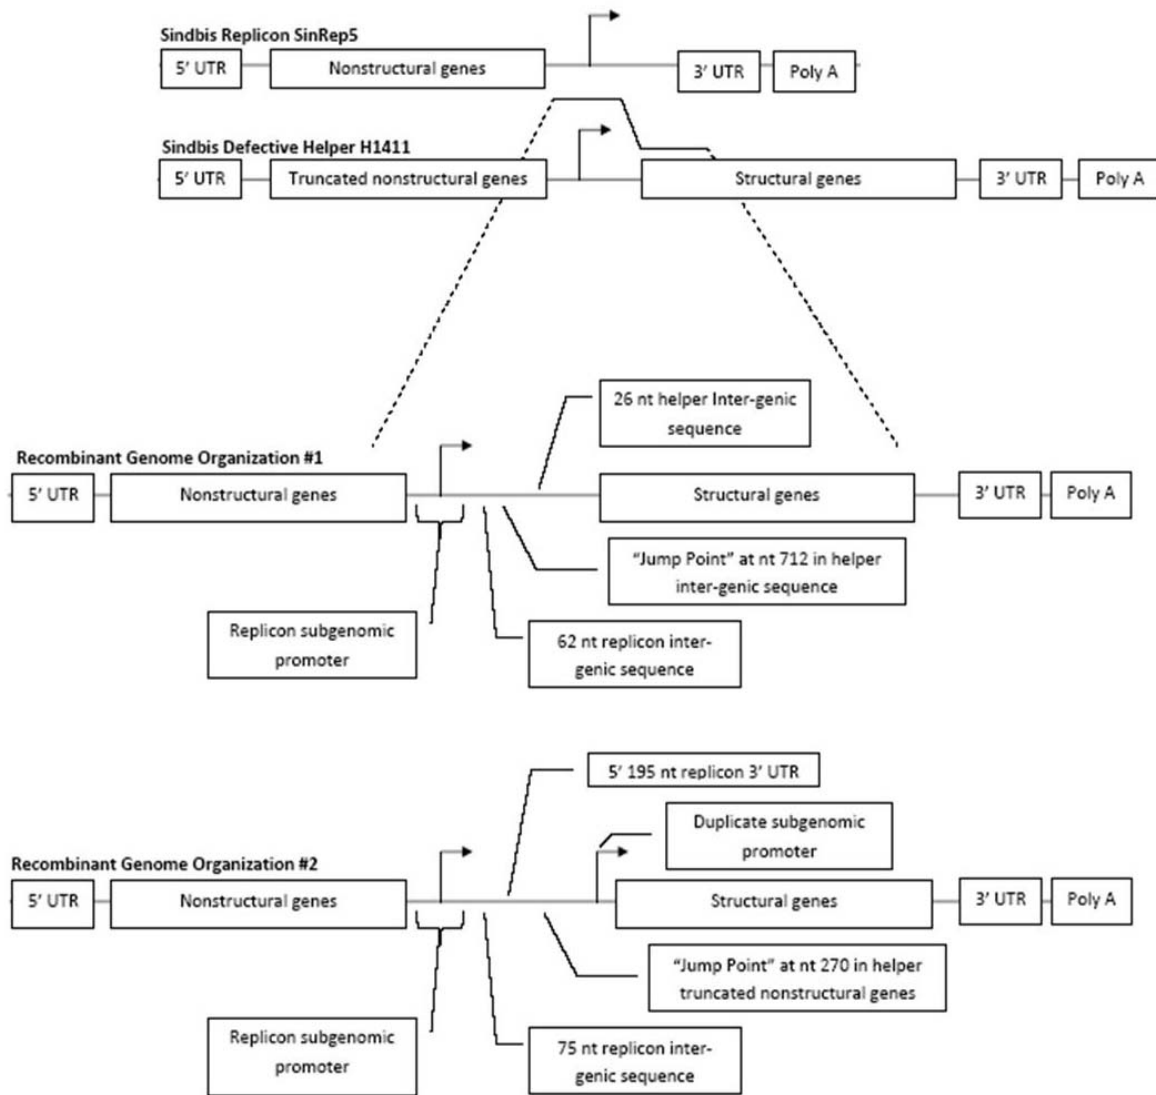 Sindbis Replicon SinRep5
5' UTR
Nonstructural genes
3' UTR
Poly A
Sindbis Defective Helper H1411
5' UTR
Truncated nonstructural genes
Structural genes
3' UTR
Poly A
26 nt helper Inter-genic
sequence
Recombinant Genome Organization #1
5' UTR
Nonstructural genes
Structural genes
3' UTR
Poly A
"Jump Point" at nt 712 in helper
inter-genic sequence
Replicon subgenomic
promoter
62 nt replicon inter-
genic sequence
5' 195 nt replicon 3' UTR
Duplicate subgenomic
promoter
Recombinant Genome Organization #2
5' UTR
Nonstructural genes
Structural genes
3' UTR
Poly A
"Jump Point" at nt 270 in helper
truncated nonstructural genes
Replicon subgenomic
promoter
75 nt replicon inter-
genic sequence